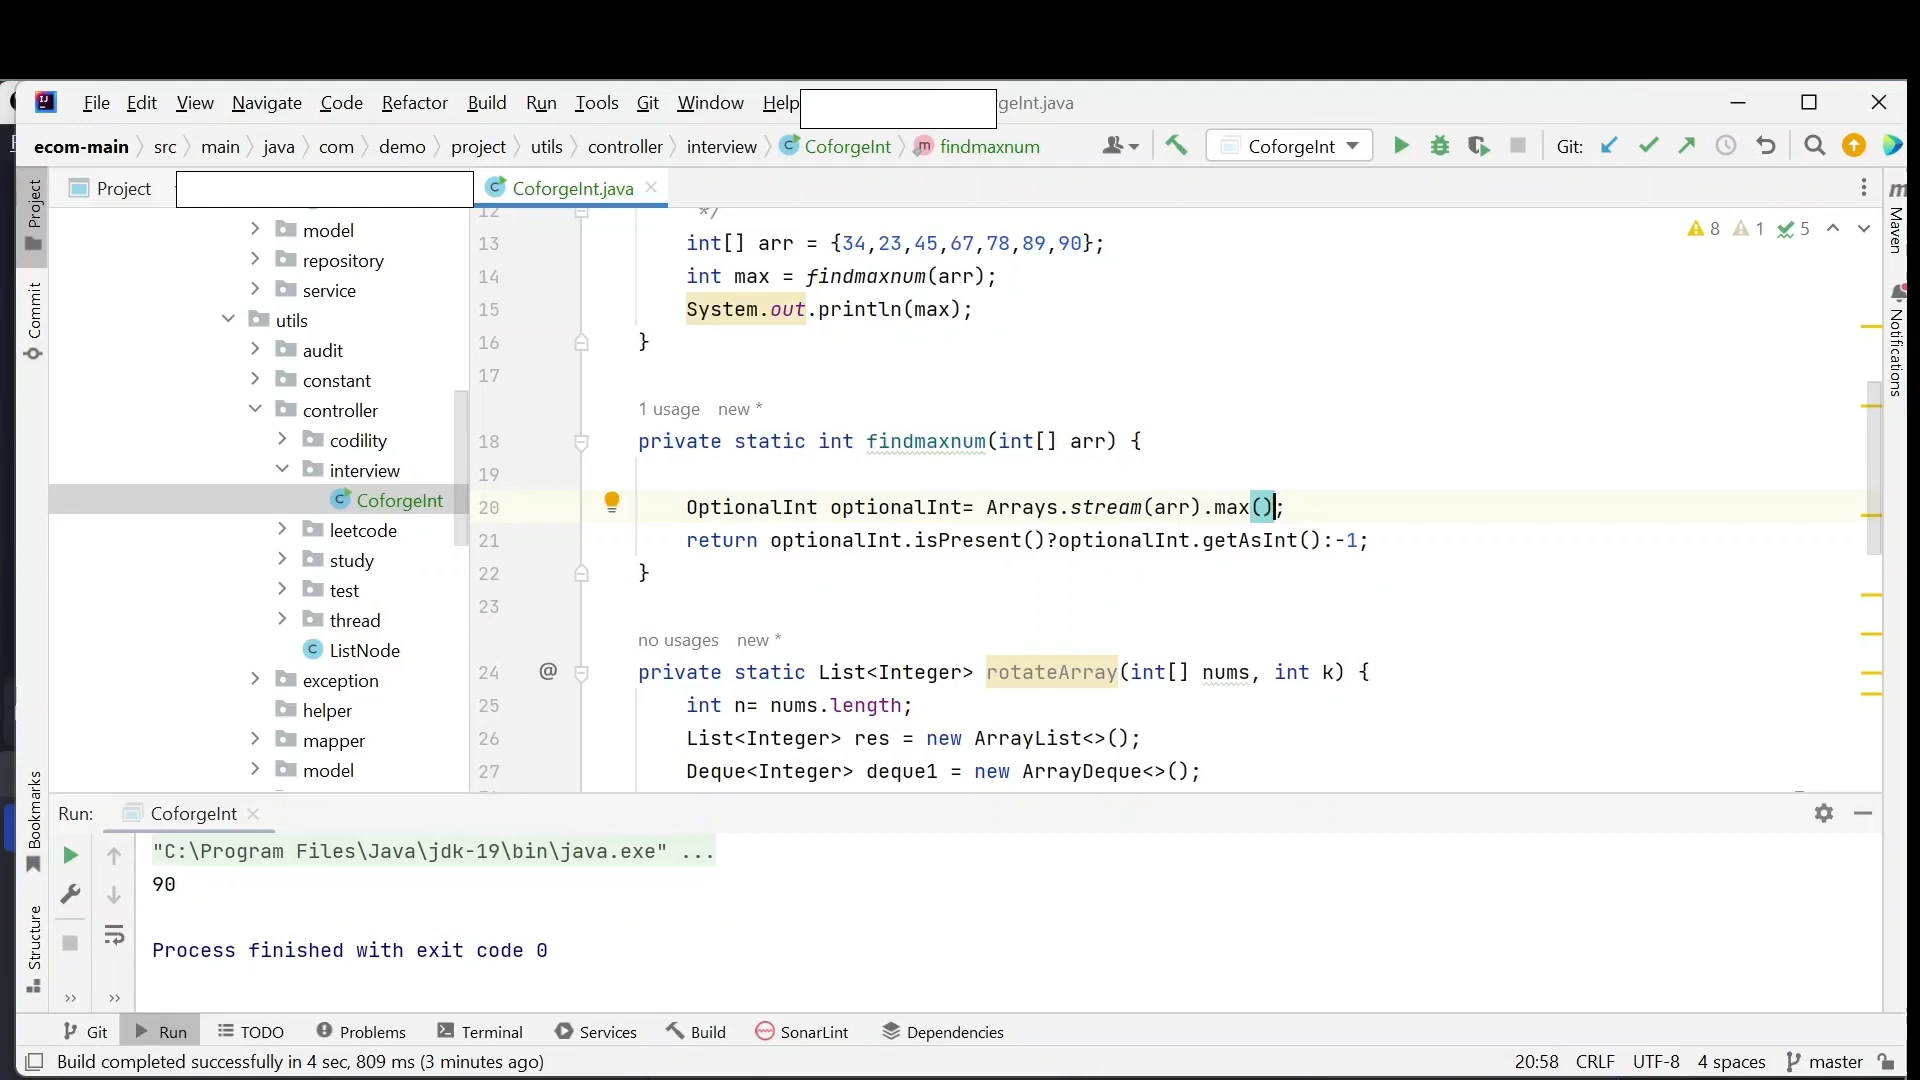 File Edit View Navigate Code Refactor Build Run Tools Git Window Help geInt.java
ecom-main src main java com demo project utils controller interview CoforgeInt findmaxnum CoforgeInt Git:
Project CoforgeInt.java
model
repository
service
utils
audit
constant
controller
codility
interview
CoforgeInt
leetcode
study
test
thread
ListNode
exception
helper
mapper
model
Project
Commit
Bookmarks
Structure
12 */
13 int[] arr = {34,23,45,67,78,89,90};
14 int max = findmaxnum(arr);
15 System.out.println(max);
16 }
17
1 usage new *
18 private static int findmaxnum(int[] arr) {
19
20 OptionalInt optionalInt= Arrays.stream(arr).max();
21 return optionalInt.isPresent()?optionalInt.getAsInt():-1;
22 }
23
no usages new *
24 @ private static List<Integer> rotateArray(int[] nums, int k) {
25 int n= nums.length;
26 List<Integer> res = new ArrayList<>();
27 Deque<Integer> deque1 = new ArrayDeque<>();
8 1 5
m
Maven
Notifications
Run: CoforgeInt
"C:\Program Files\Java\jdk-19\bin\java.exe" ...
90
Process finished with exit code 0
Git Run TODO Problems Terminal Services Build SonarLint Dependencies
Build completed successfully in 4 sec, 809 ms (3 minutes ago) 20:58 CRLF UTF-8 4 spaces master